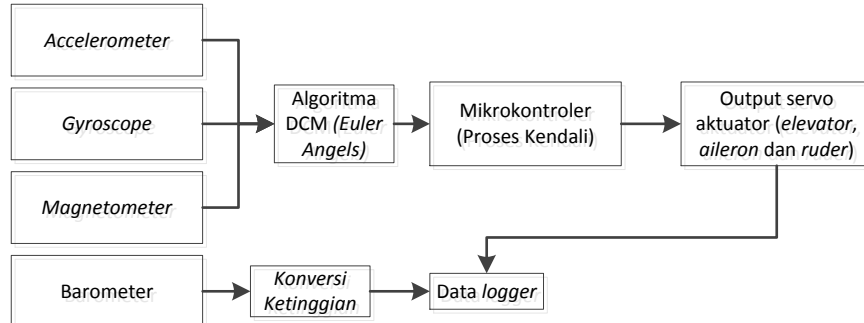 Accelerometer
Gyroscope
Magnetometer
Barometer
Algoritma
DCM (Euler
Angels)
Mikrokontroler
(Proses Kendali)
Output servo
aktuator (elevator,
aileron dan ruder)
Konversi
Ketinggian
Data logger